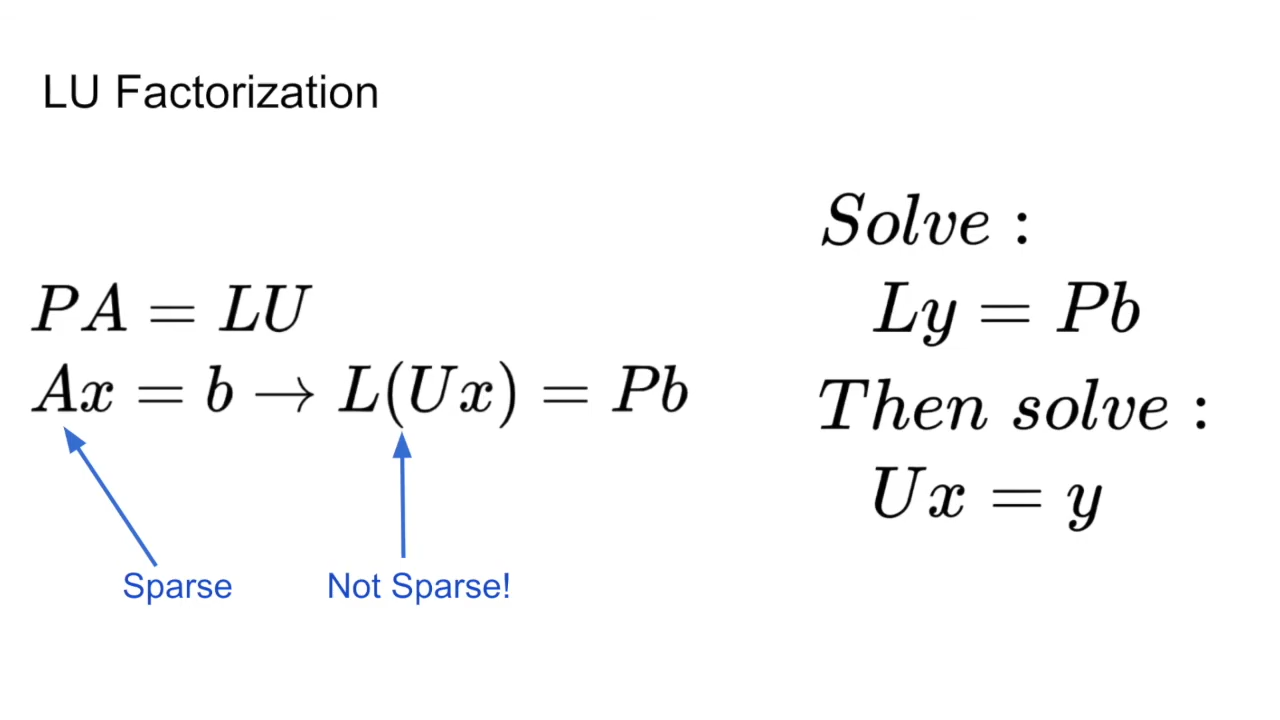 LU Factorization
PA = LU
Ax = b → L(Ux) = Pb
Sparse
Not Sparse!
Solve :
Ly = Pb
Then solve :
Ux = y